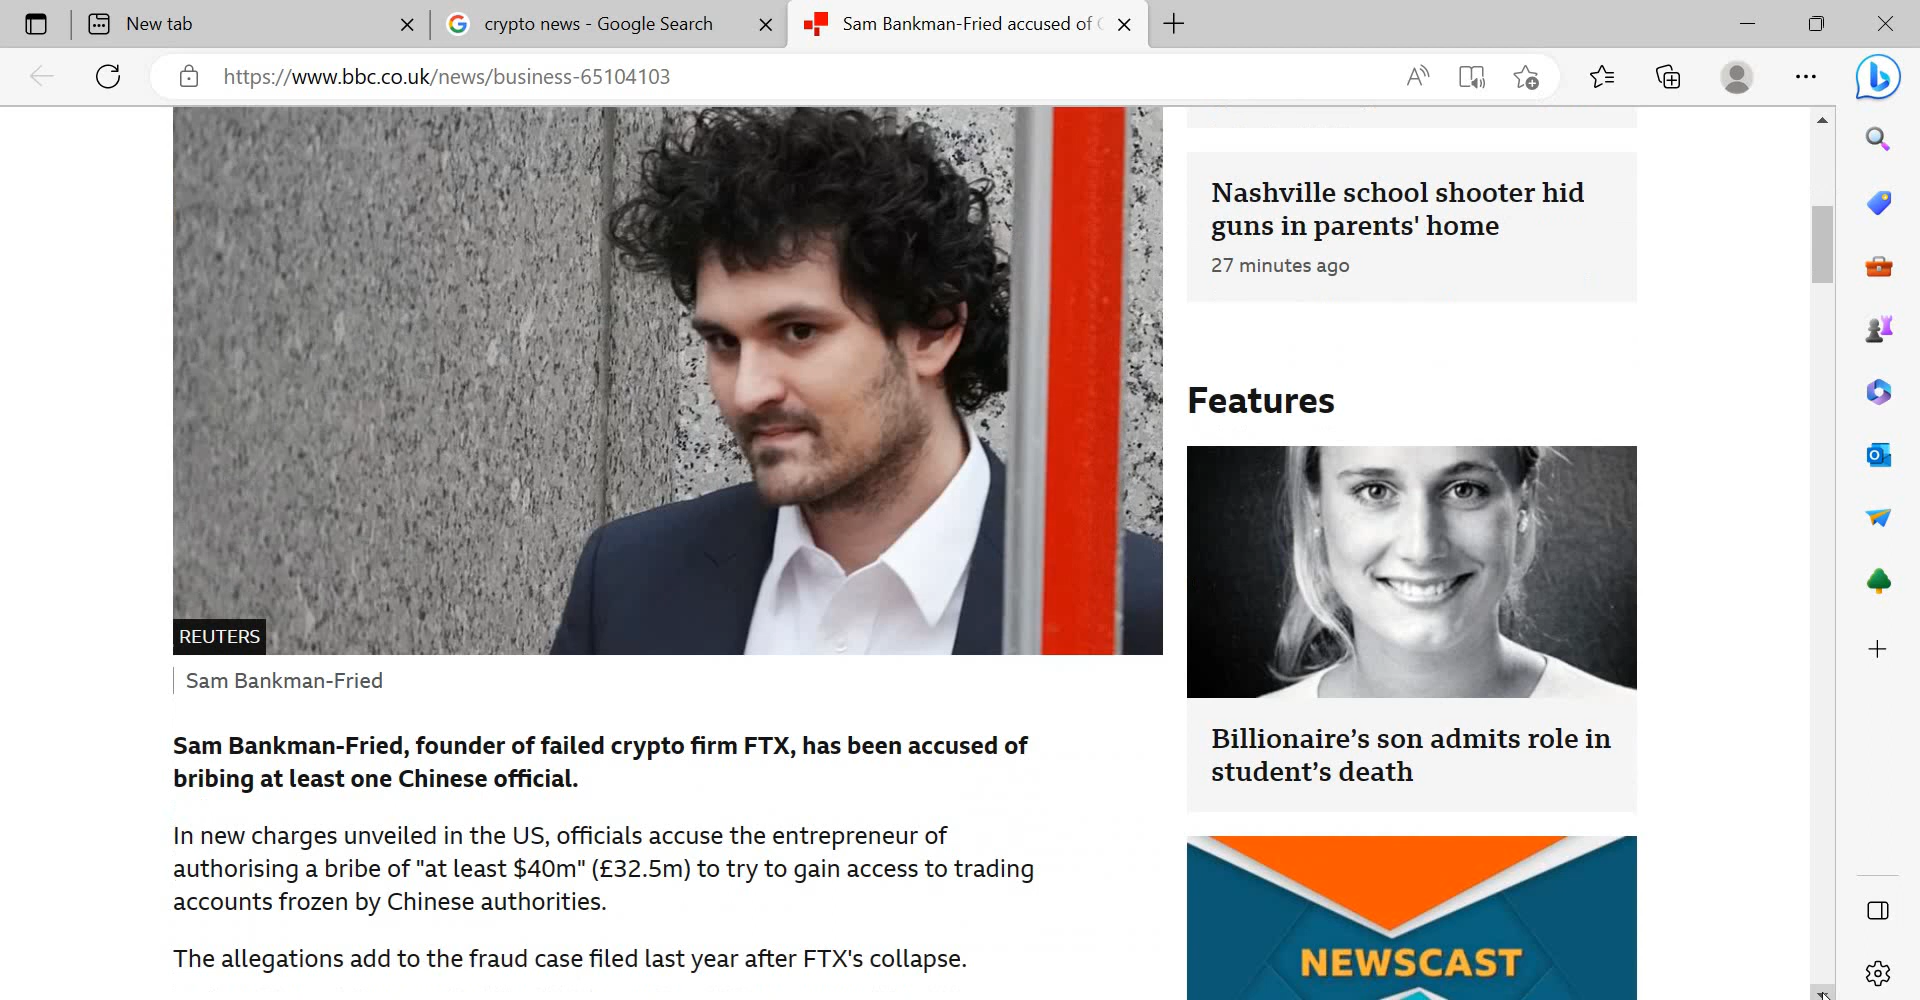 New tab
crypto news - Google Search
Sam Bankman-Fried accused of
https://www.bbc.co.uk/news/business-65104103
REUTERS
Sam Bankman-Fried
Sam Bankman-Fried, founder of failed crypto firm FTX, has been accused of
bribing at least one Chinese official.
In new charges unveiled in the US, officials accuse the entrepreneur of
authorising a bribe of "at least $40m" (£32.5m) to try to gain access to trading
accounts frozen by Chinese authorities.
The allegations add to the fraud case filed last year after FTX's collapse.
Nashville school shooter hid
guns in parents' home
27 minutes ago
Features
Billionaire’s son admits role in
student’s death
NEWSCAST